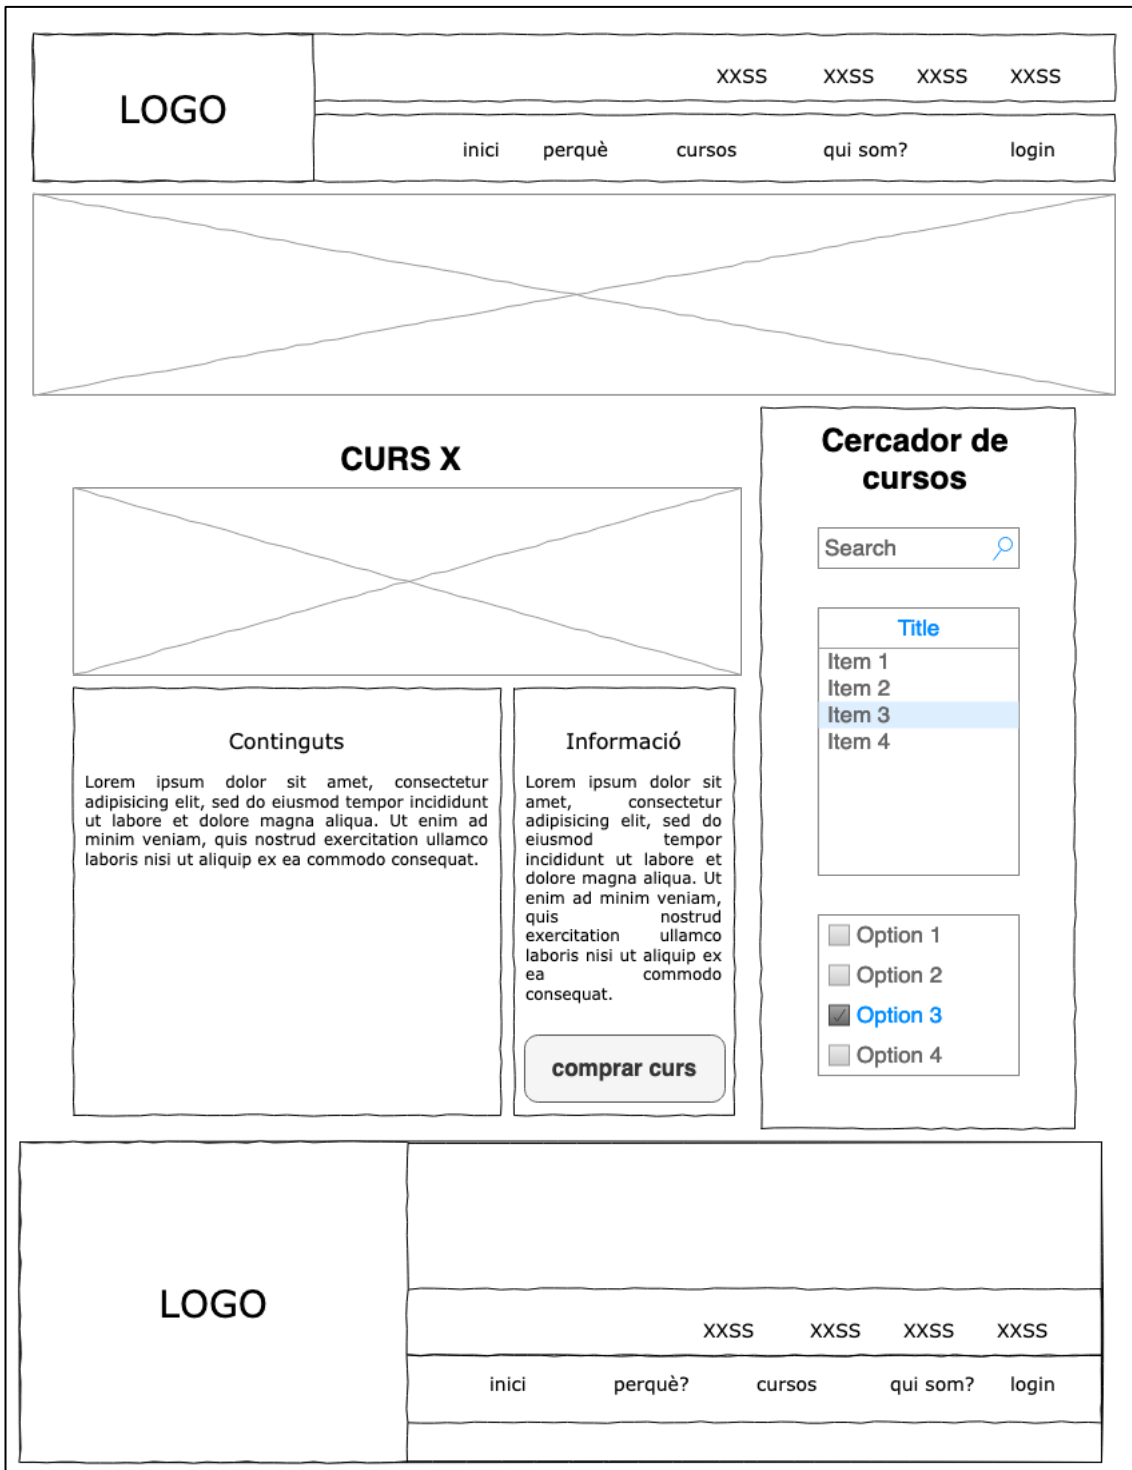 LOGO
XXSS XXSS XXSS XXSS
inici perquè cursos qui som? login
CURS X
Continguts
Lorem ipsum dolor sit amet, consectetur
adipisicing elit, sed do eiusmod tempor incididunt
ut labore et dolore magna aliqua. Ut enim ad
minim veniam, quis nostrud exercitation ullamco
laboris nisi ut aliquip ex ea commodo consequat.
Informació
Lorem ipsum dolor sit
amet, consectetur
adipisicing elit, sed do
eiusmod tempor
incididunt ut labore et
dolore magna aliqua. Ut
enim ad minim veniam,
quis nostrud
exercitation ullamco
laboris nisi ut aliquip ex
ea commodo
consequat.
comprar curs
Cercador de
cursos
Search
Title
Item 1
Item 2
Item 3
Item 4
Option 1
Option 2
Option 3
Option 4
LOGO
XXSS XXSS XXSS XXSS
inici perquè? cursos qui som? login